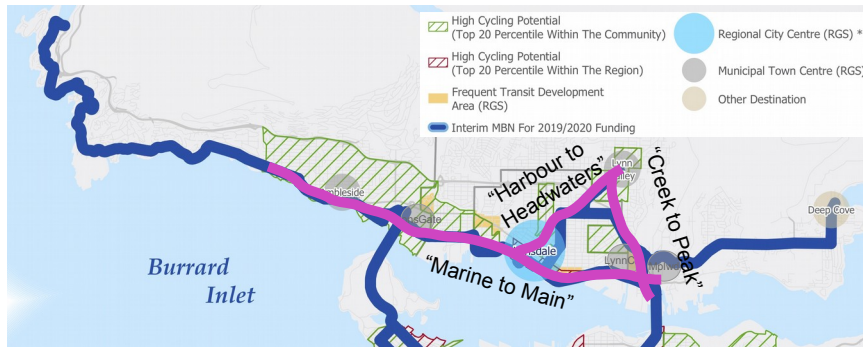 High Cycling Potential
(Top 20 Percentile Within The Community)
High Cycling Potential
(Top 20 Percentile Within The Region)
Frequent Transit Development
Area (RGS)
Interim MBN For 2019/2020 Funding
Regional City Centre (RGS) *
Municipal Town Centre (RGS)
Other Destination
"Harbour to
Headwaters"
Lynn
"Creek to Peak"
Deep Cove
"Marine to Main"
Burrard
Inlet